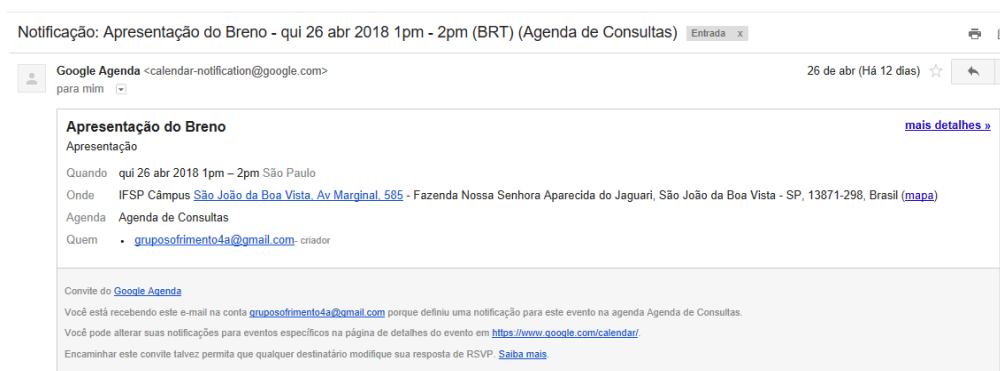 Notificação: Apresentação do Breno - qui 26 abr 2018 1pm - 2pm (BRT) (Agenda de Consultas) Entrada x
Google Agenda <calendar-notification@google.com> 26 de abr (Há 12 dias)
para mim
Apresentação do Breno mais detalhes »
Apresentação
Quando qui 26 abr 2018 1pm – 2pm São Paulo
Onde IFSP Câmpus São João da Boa Vista, Av Marginal, 585 - Fazenda Nossa Senhora Aparecida do Jaguari, São João da Boa Vista - SP, 13871-298, Brasil (mapa)
Agenda Agenda de Consultas
Quem • gruposofrimento4a@gmail.com- criador
Convite do Google Agenda
Você está recebendo este e-mail na conta gruposofrimento4a@gmail.com porque definiu uma notificação para este evento na agenda Agenda de Consultas.
Você pode alterar suas notificações para eventos específicos na página de detalhes do evento em https://www.google.com/calendar/.
Encaminhar este convite talvez permita que qualquer destinatário modifique sua resposta de RSVP. Saiba mais.